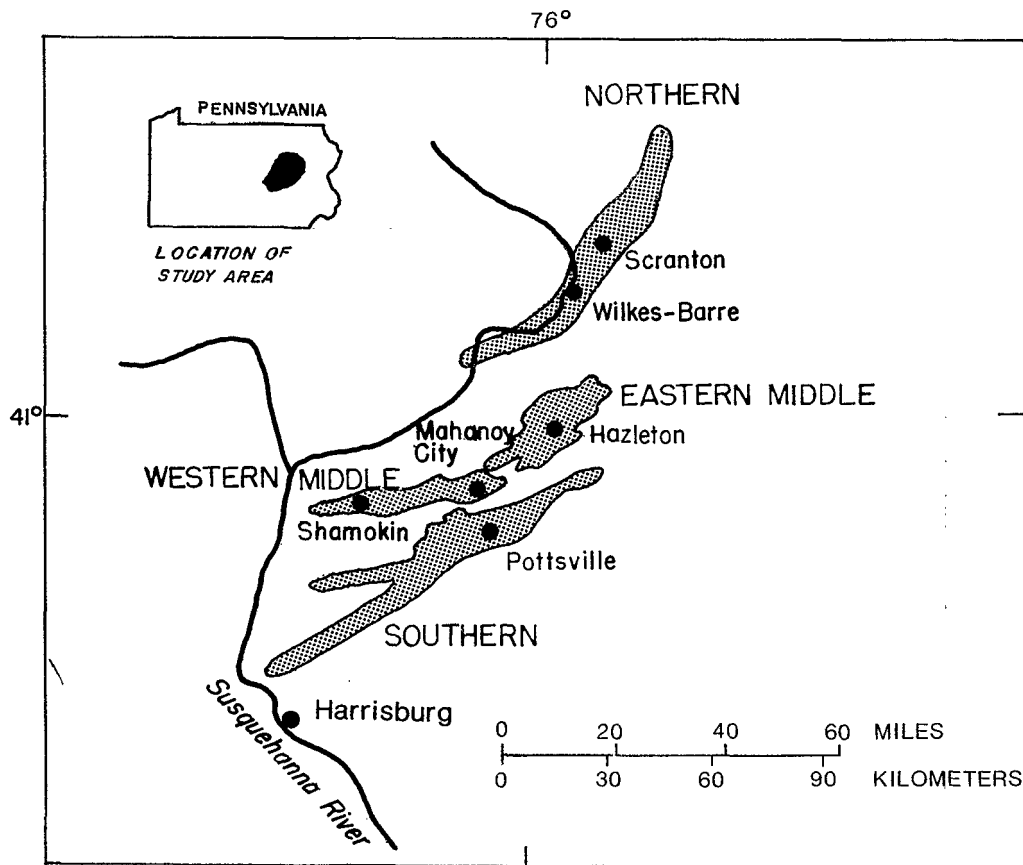 76°
NORTHERN
PENNSYLVANIA
LOCATION OF
STUDY AREA
Scranton
Wilkes-Barre
41°
EASTERN MIDDLE
Mahanoy
City
Hazleton
WESTERN MIDDLE
Shamokin
Pottsville
SOUTHERN
Susquehanna River
Harrisburg
0 20 40 60 MILES
0 30 60 90 KILOMETERS